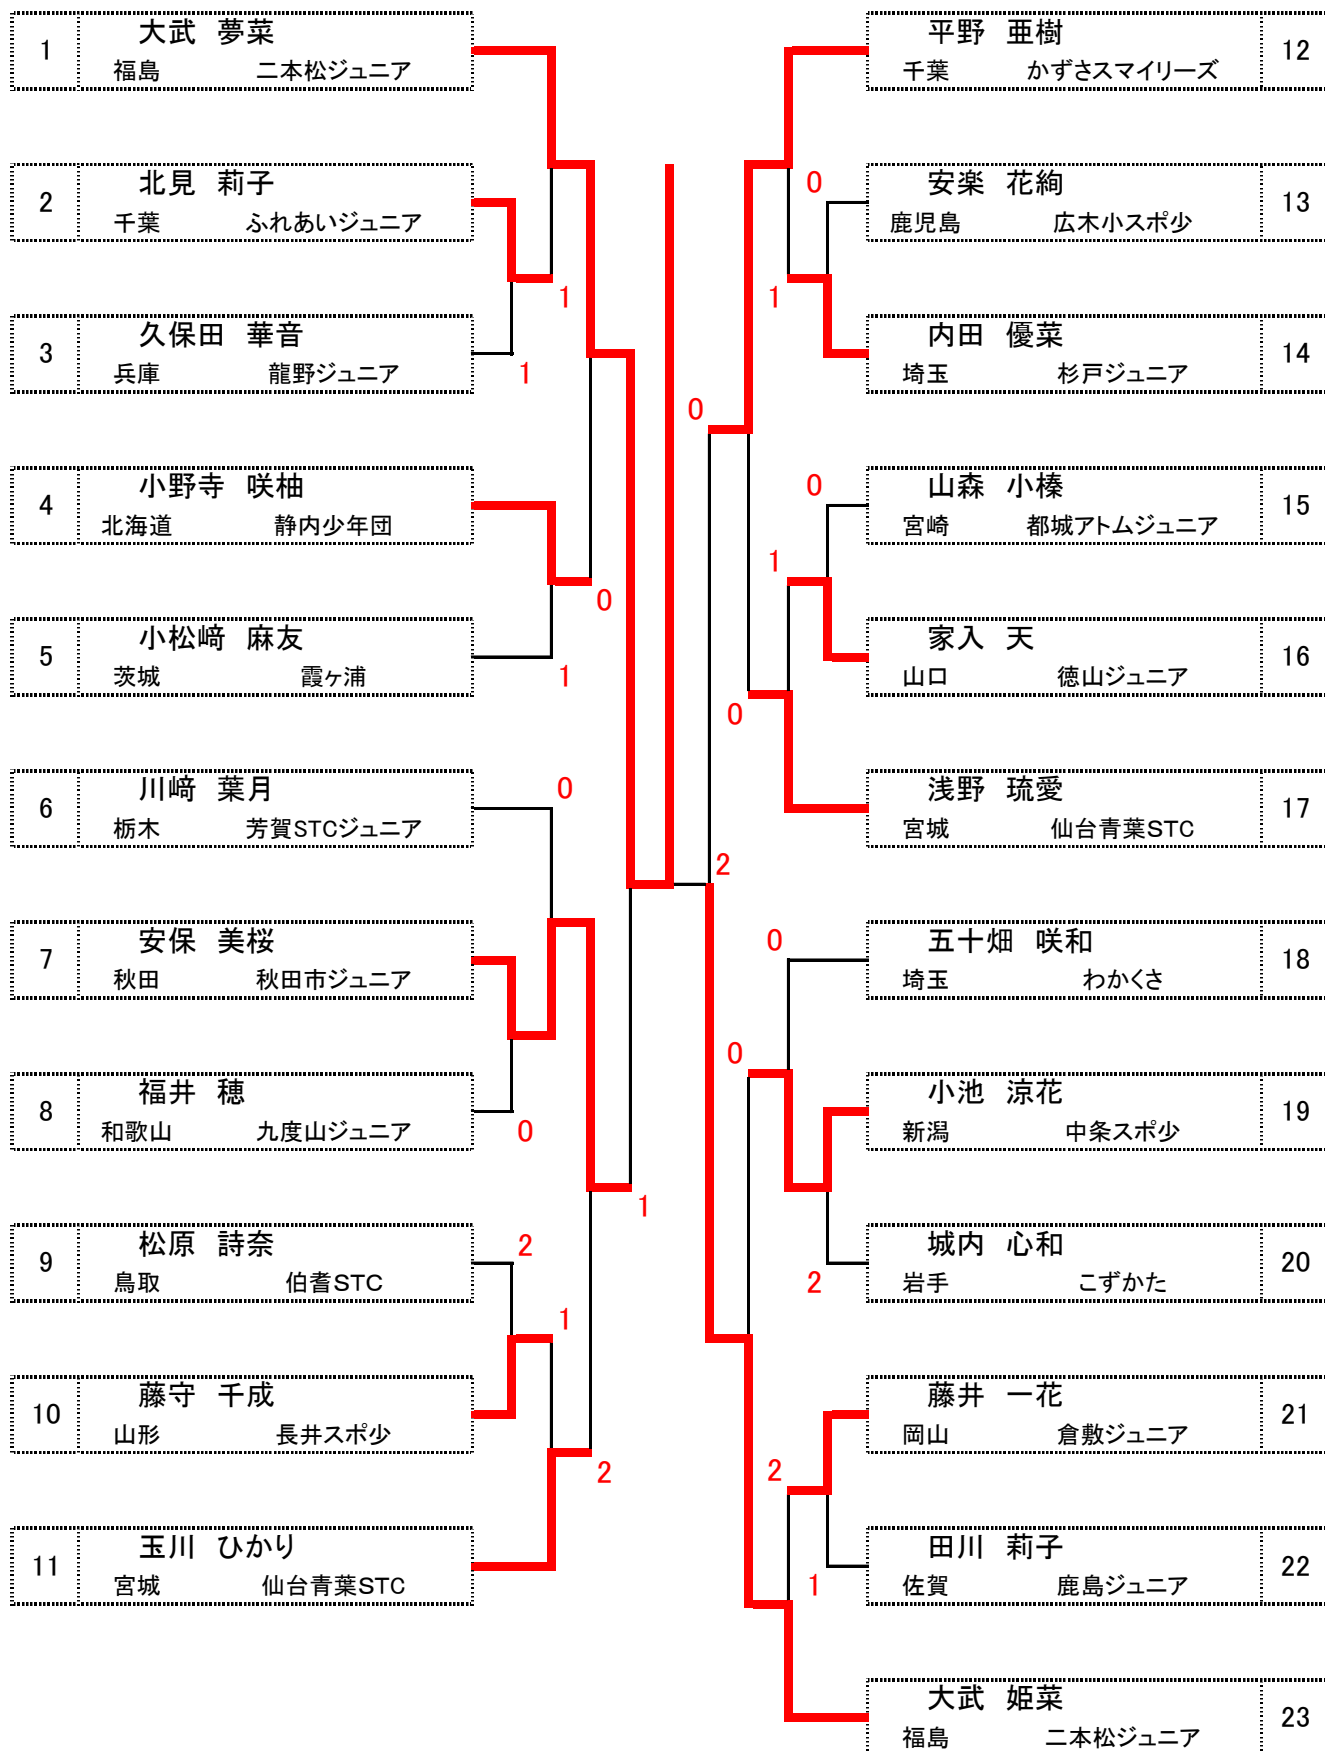 1
大武 夢菜
福島 二本松ジュニア
2
北見 莉子
千葉 ふれあいジュニア
1
3
久保田 華音
兵庫 龍野ジュニア
1
4
小野寺 咲柚
北海道 静内少年団
0
5
小松﨑 麻友
茨城 霞ヶ浦
1
6
川﨑 葉月
栃木 芳賀STCジュニア
0
7
安保 美桜
秋田 秋田市ジュニア
8
福井 穂
和歌山 九度山ジュニア
0
1
9
松原 詩奈
鳥取 伯耆STC
2
1
10
藤守 千成
山形 長井スポ少
2
11
玉川 ひかり
宮城 仙台青葉STC
平野 亜樹
千葉 かずさスマイリーズ
12
0
安楽 花絢
鹿児島 広木小スポ少
13
1
内田 優菜
埼玉 杉戸ジュニア
14
0
0
山森 小榛
宮崎 都城アトムジュニア
15
1
家入 天
山口 徳山ジュニア
16
0
浅野 琉愛
宮城 仙台青葉STC
17
2
0
五十畑 咲和
埼玉 わかくさ
18
0
小池 涼花
新潟 中条スポ少
19
2
城内 心和
岩手 こずかた
20
藤井 一花
岡山 倉敷ジュニア
21
2
1
田川 莉子
佐賀 鹿島ジュニア
22
大武 姫菜
福島 二本松ジュニア
23